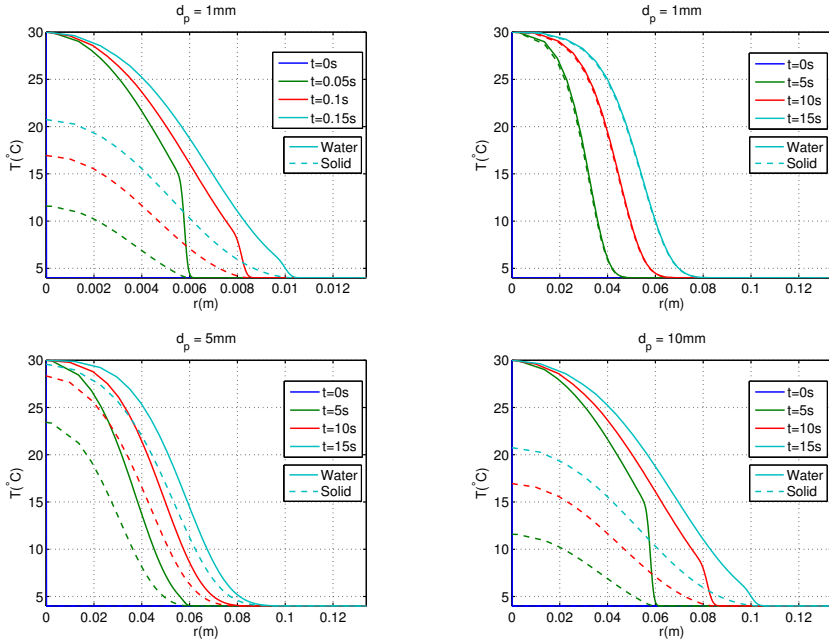 d_p = 1mm
30
25
20
15
10
5
T(°C)
0
0.002
0.004
0.006
0.008
0.01
0.012
r(m)
t=0s
t=0.05s
t=0.1s
t=0.15s
Water
Solid
d_p = 1mm
30
25
20
15
10
5
T(°C)
0
0.02
0.04
0.06
0.08
0.1
0.12
r(m)
t=0s
t=5s
t=10s
t=15s
Water
Solid
d_p = 5mm
30
25
20
15
10
5
T(°C)
0
0.02
0.04
0.06
0.08
0.1
0.12
r(m)
t=0s
t=5s
t=10s
t=15s
Water
Solid
d_p = 10mm
30
25
20
15
10
5
T(°C)
0
0.02
0.04
0.06
0.08
0.1
0.12
r(m)
t=0s
t=5s
t=10s
t=15s
Water
Solid